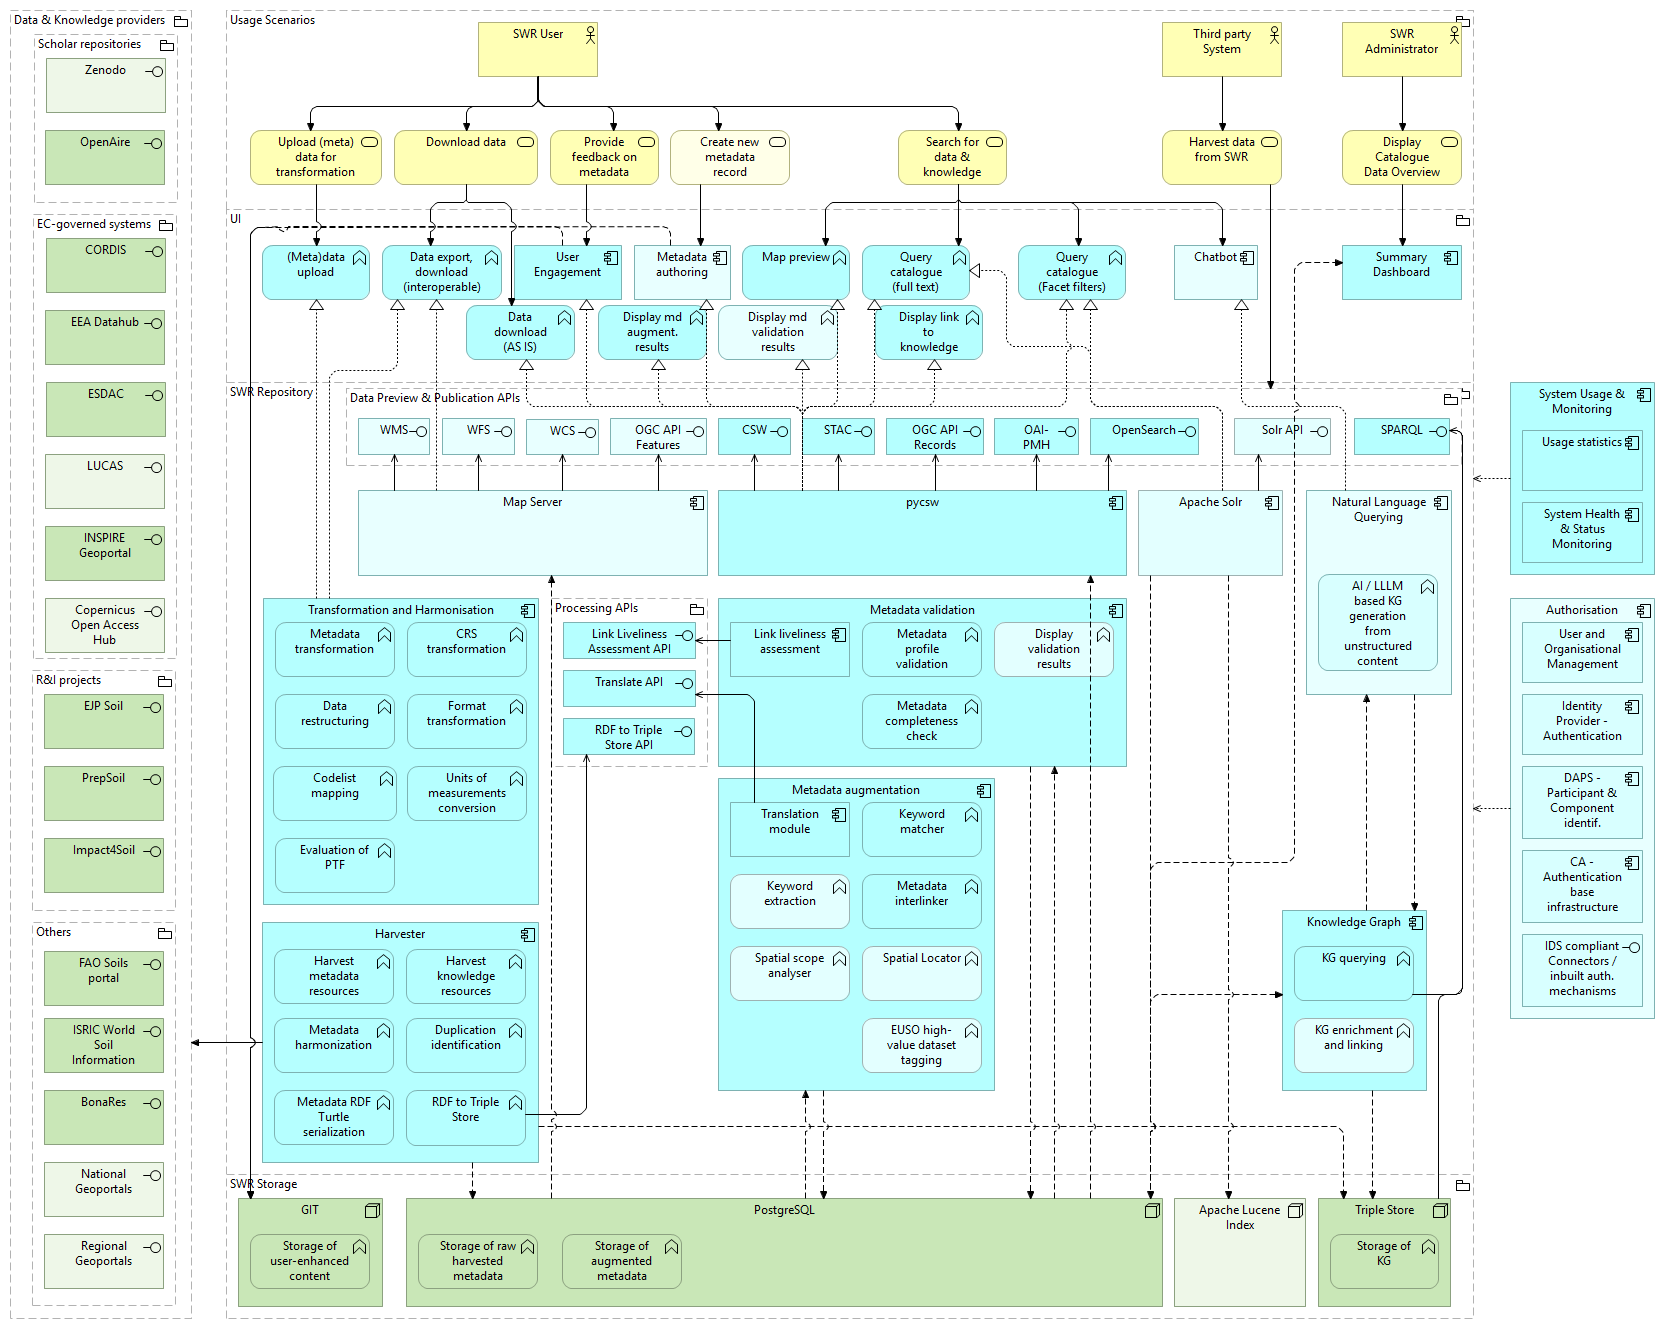 Data & Knowledge providers
Scholar repositories
Zenodo
OpenAire
EC-governed systems
CORDIS
EEA Datahub
ESDAC
LUCAS
INSPIRE
Geoportal
Copernicus
Open Access
Hub
R&I projects
EJP Soil
PrepSoil
Impact4Soil
Others
FAO Soils
portal
ISRIC World
Soil
Information
BonaRes
National
Geoportals
Regional
Geoportals
Usage Scenarios
SWR User
Third party
System
SWR
Administrator
Upload (meta)
data for
transformation
Download data
Provide
feedback on
metadata
Create new
metadata
record
Search for
data &
knowledge
Harvest data
from SWR
Display
Catalogue
Data Overview
UI
(Meta)data
upload
Data export,
download
(interoperable)
User
Engagement
Metadata
authoring
Map preview
Query
catalogue
(full text)
Query
catalogue
(Facet filters)
Chatbot
Summary
Dashboard
Data
download
(AS IS)
Display md
augment.
results
Display md
validation
results
Display link
to
knowledge
SWR Repository
Data Preview & Publication APIs
WMS
WFS
WCS
OGC API
Features
CSW
STAC
OGC API
Records
OAI-
PMH
OpenSearch
Solr API
SPARQL
Map Server
pycsw
Apache Solr
Natural Language
Querying
AI / LLLM
based KG
generation
from
unstructured
content
Transformation and Harmonisation
Metadata
transformation
CRS
transformation
Data
restructuring
Format
transformation
Codelist
mapping
Units of
measurements
conversion
Evaluation of
PTF
Processing APIs
Link Liveliness
Assessment API
Translate API
RDF to Triple
Store API
Metadata validation
Link liveliness
assessment
Metadata
profile
validation
Display
validation
results
Metadata
completeness
check
Metadata augmentation
Translation
module
Keyword
matcher
Keyword
extraction
Metadata
interlinker
Spatial scope
analyser
Spatial Locator
EUSO high-
value dataset
tagging
Harvester
Harvest
metadata
resources
Harvest
knowledge
resources
Metadata
harmonization
Duplication
identification
Metadata RDF
Turtle
serialization
RDF to Triple
Store
Knowledge Graph
KG querying
KG enrichment
and linking
SWR Storage
GIT
Storage of
user-enhanced
content
PostgreSQL
Storage of raw
harvested
metadata
Storage of
augmented
metadata
Apache Lucene
Index
Triple Store
Storage of
KG
System Usage &
Monitoring
Usage statistics
System Health
& Status
Monitoring
Authorisation
User and
Organisational
Management
Identity
Provider -
Authentication
DAPS -
Participant &
Component
identif.
CA -
Authentication
base
infrastructure
IDS compliant
Connectors /
inbuilt auth.
mechanisms